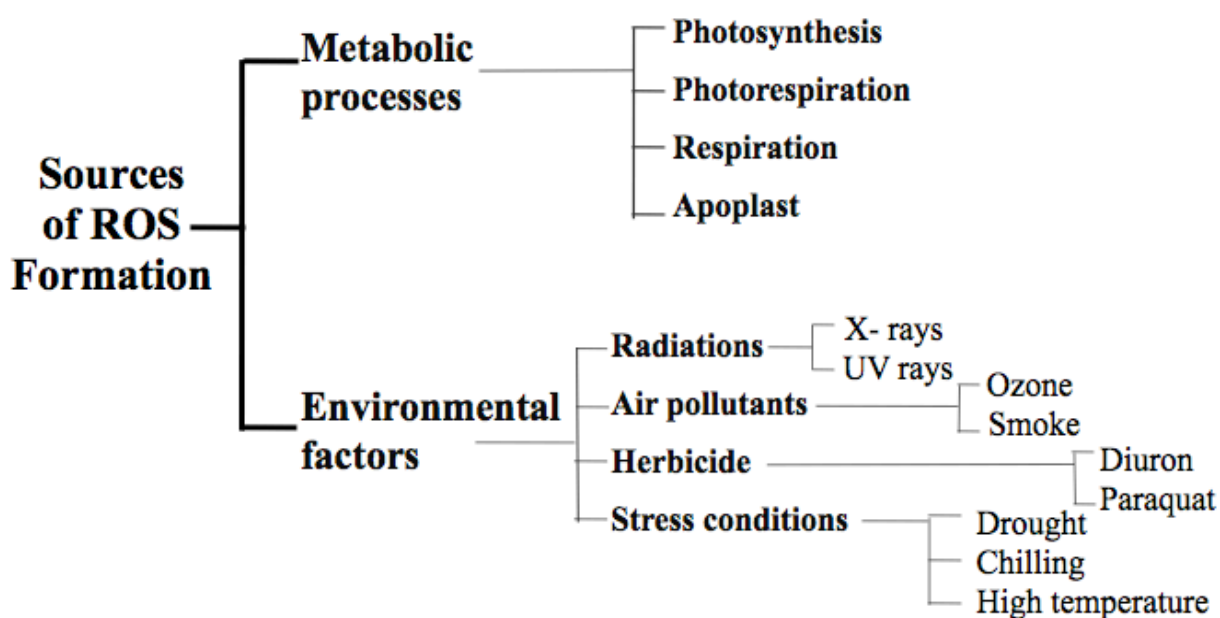 Sources
of ROS
Formation
Metabolic
processes
Photosynthesis
Photorespiration
Respiration
Apoplast
Environmental
factors
Radiations
X- rays
UV rays
Air pollutants
Ozone
Smoke
Herbicide
Diuron
Paraquat
Stress conditions
Drought
Chilling
High temperature